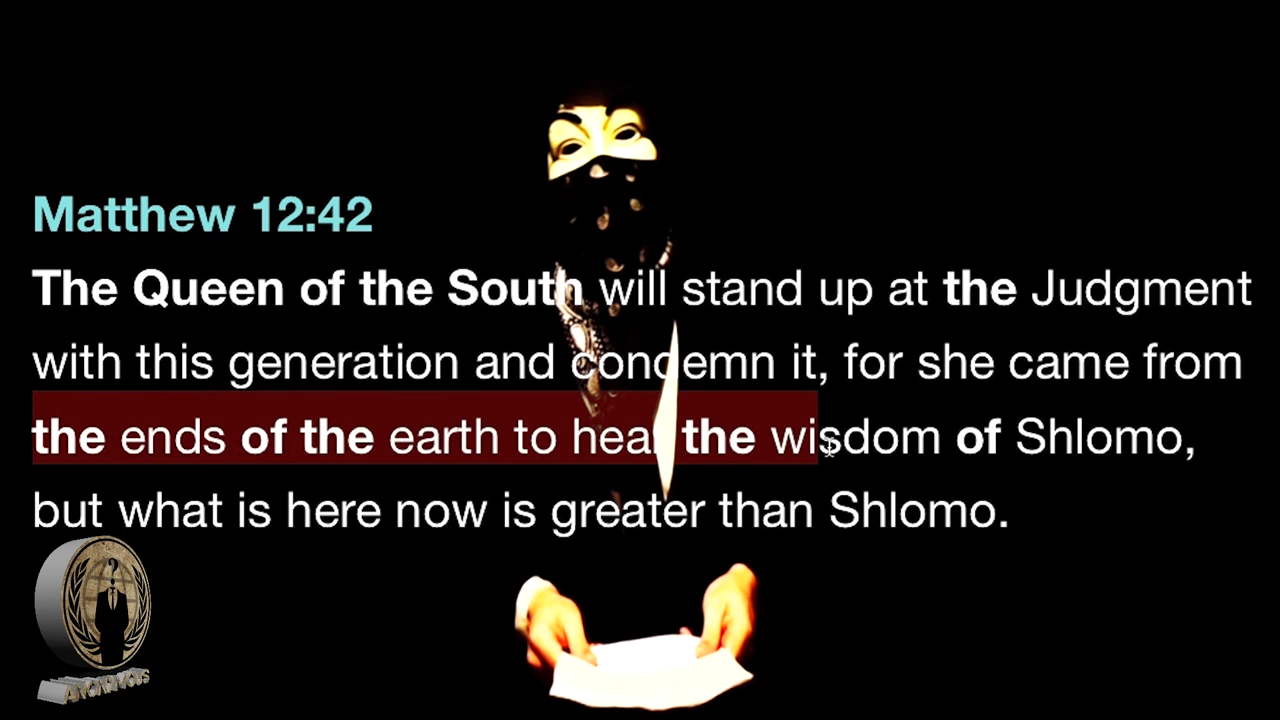 Matthew 12:42
The Queen of the South will stand up at the Judgment
with this generation and condemn it, for she came from
the ends of the earth to hear the wisdom of Shlomo,
but what is here now is greater than Shlomo.
?
ANONYMOUS